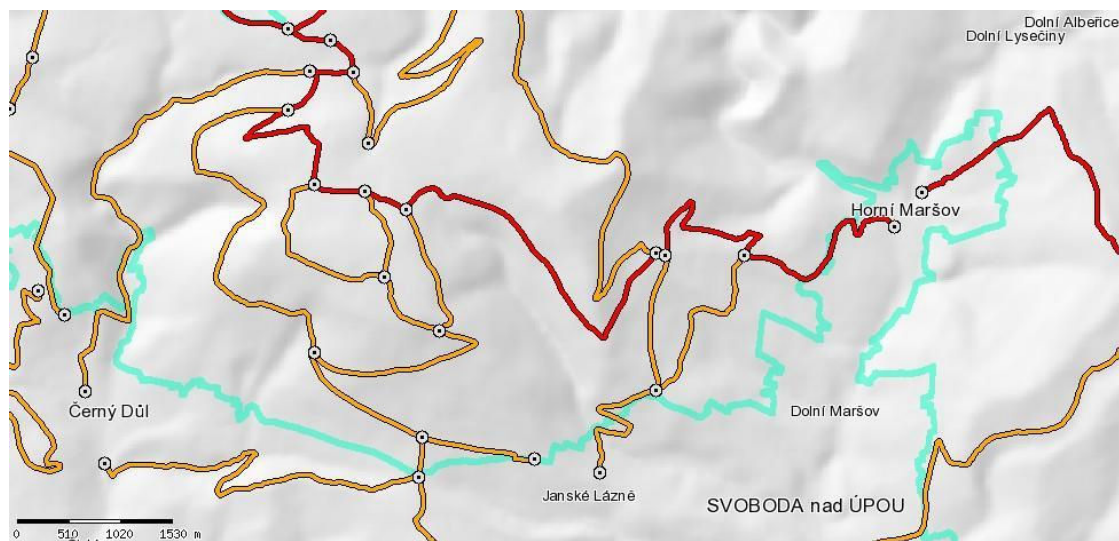 Dolní Albeřice
Dolní Lysečiny
Horní Maršov
Černý Důl
Dolní Maršov
Janské Lázně
SVOBODA nad ÚPOU
0 510 1020 1530 m